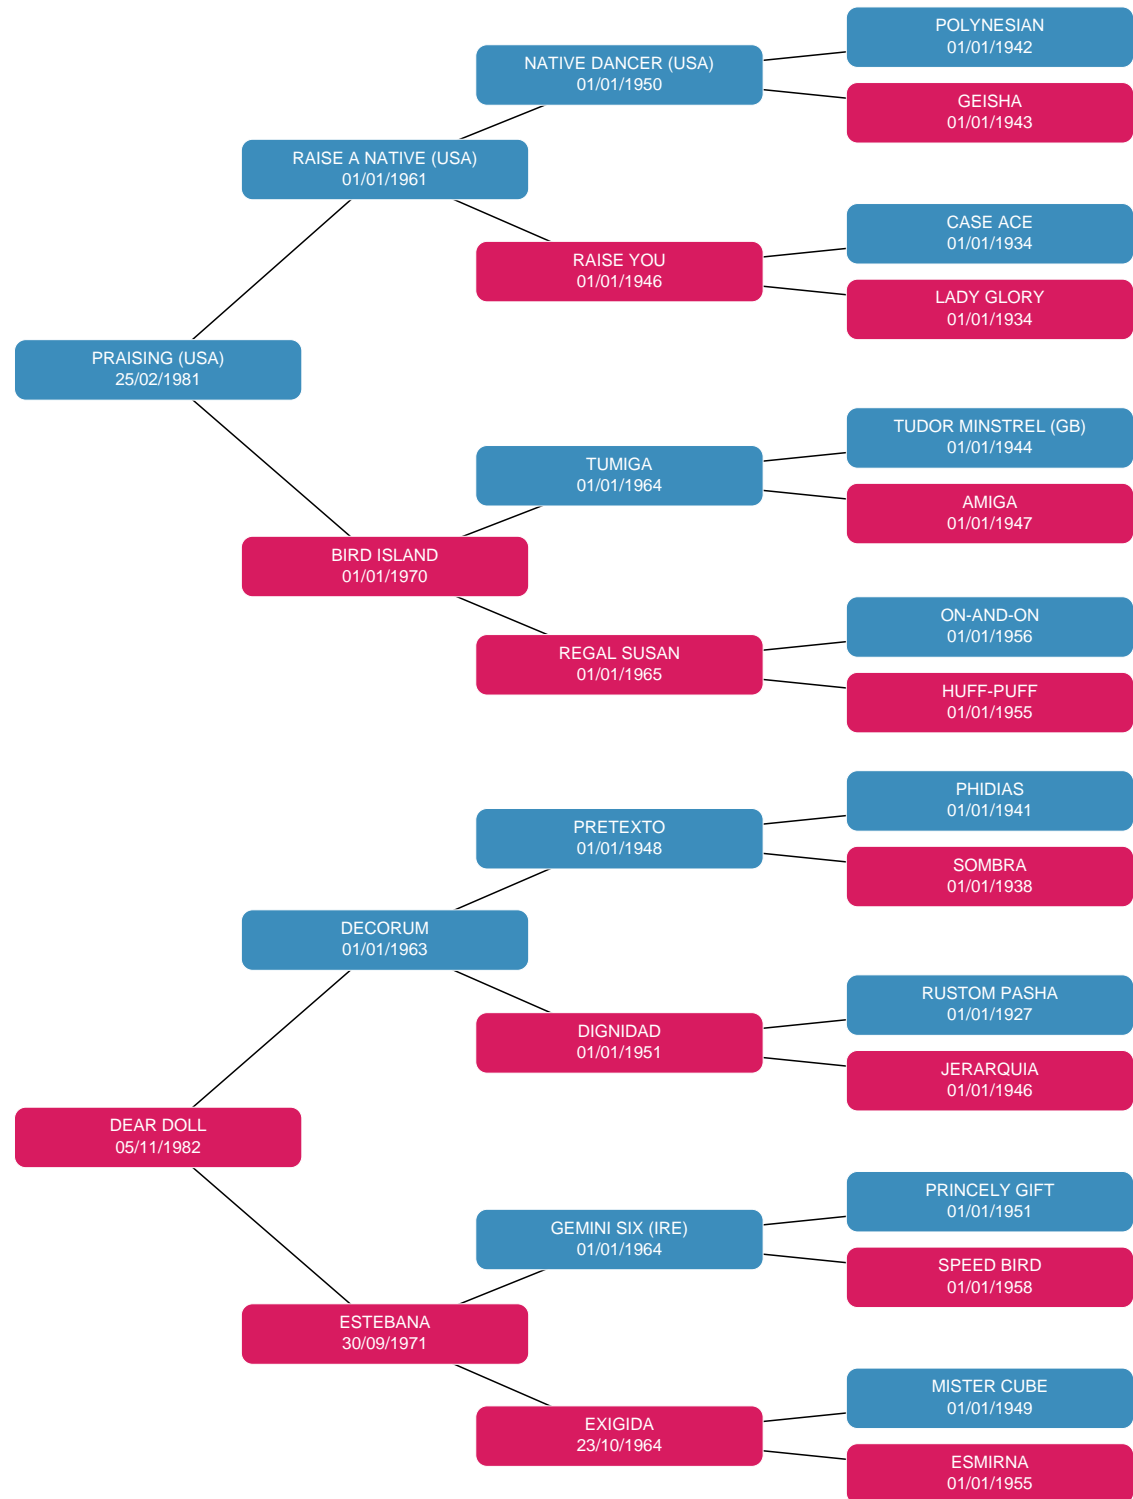 POLYNESIAN
01/01/1942
NATIVE DANCER (USA)
01/01/1950
GEISHA
01/01/1943
RAISE A NATIVE (USA)
01/01/1961
CASE ACE
01/01/1934
RAISE YOU
01/01/1946
LADY GLORY
01/01/1934
PRAISING (USA)
25/02/1981
TUDOR MINSTREL (GB)
01/01/1944
TUMIGA
01/01/1964
AMIGA
01/01/1947
BIRD ISLAND
01/01/1970
ON-AND-ON
01/01/1956
REGAL SUSAN
01/01/1965
HUFF-PUFF
01/01/1955
PHIDIAS
01/01/1941
PRETEXTO
01/01/1948
SOMBRA
01/01/1938
DECORUM
01/01/1963
RUSTOM PASHA
01/01/1927
DIGNIDAD
01/01/1951
JERARQUIA
01/01/1946
DEAR DOLL
05/11/1982
PRINCELY GIFT
01/01/1951
GEMINI SIX (IRE)
01/01/1964
SPEED BIRD
01/01/1958
ESTEBANA
30/09/1971
MISTER CUBE
01/01/1949
EXIGIDA
23/10/1964
ESMIRNA
01/01/1955